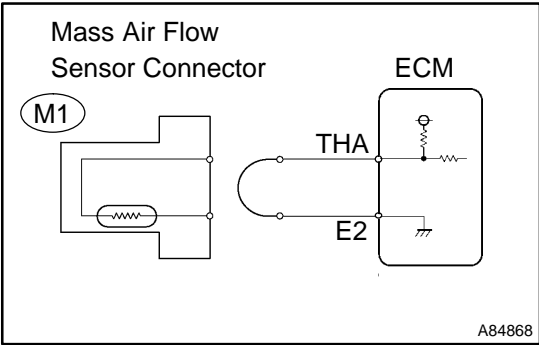 Mass Air Flow
Sensor Connector
ECM
M1
THA
E2
A84868